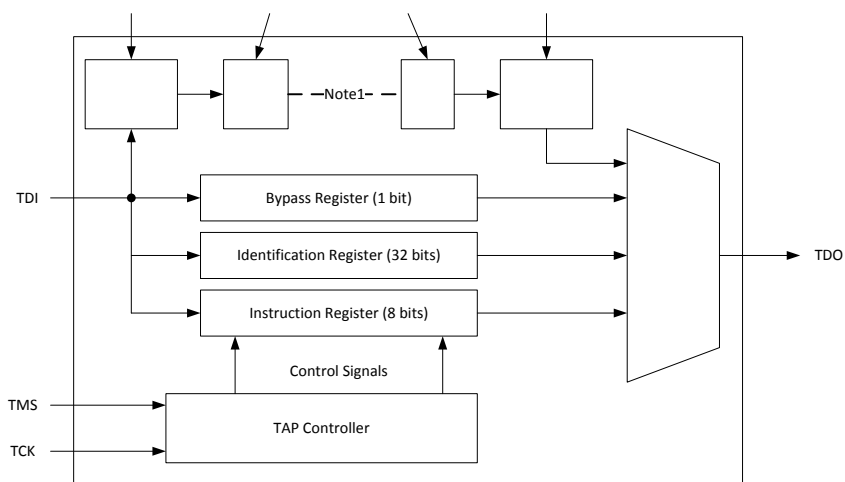 Note1
TDI
Bypass Register (1 bit)
Identification Register (32 bits)
TDO
Instruction Register (8 bits)
Control Signals
TMS
TAP Controller
TCK